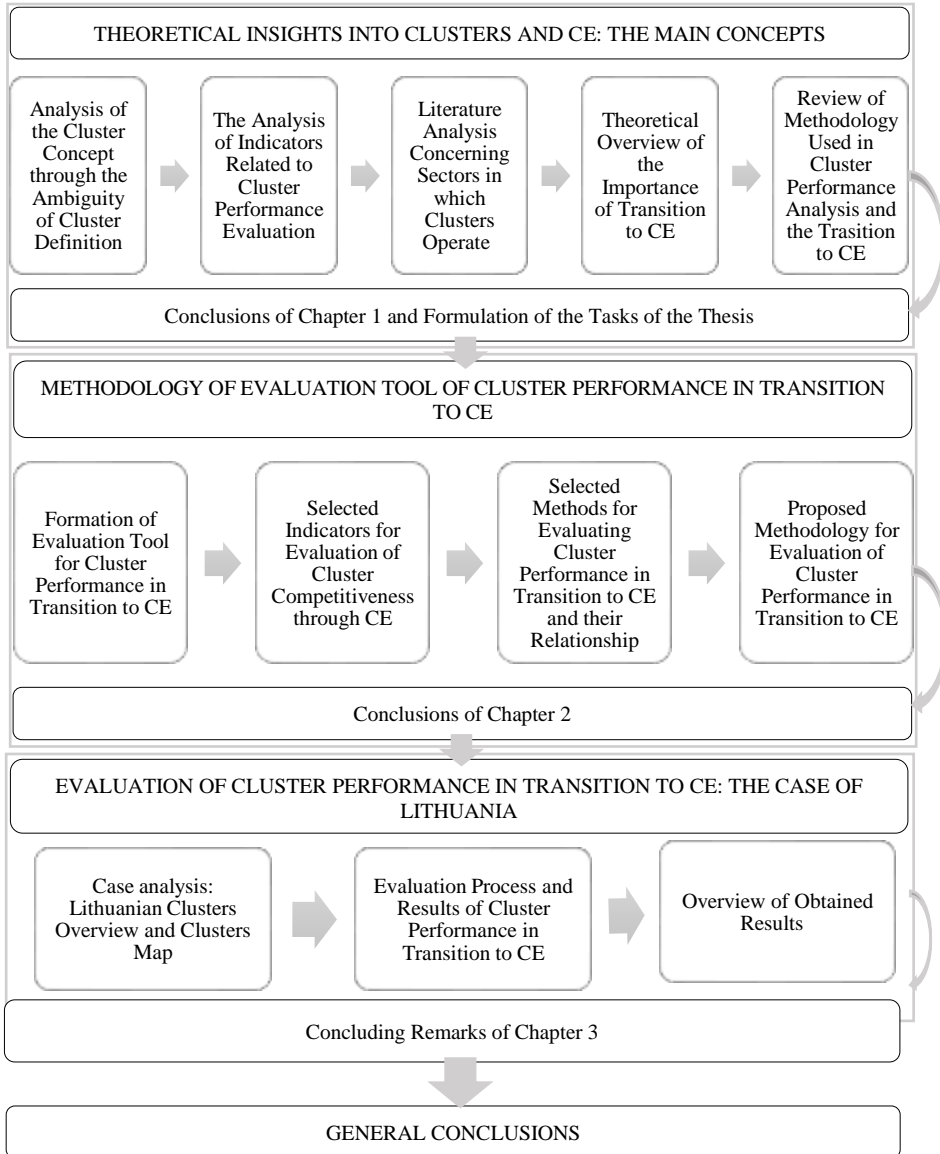 THEORETICAL INSIGHTS INTO CLUSTERS AND CE: THE MAIN CONCEPTS
Analysis of
the Cluster
Concept
through the
Ambiguity
of Cluster
Definition
The Analysis
of Indicators
Related to
Cluster
Performance
Evaluation
Literature
Analysis
Concerning
Sectors in
which
Clusters
Operate
Theoretical
Overview of
the
Importance
of Transition
to CE
Review of
Methodology
Used in
Cluster
Performance
Analysis and
the Trasition
to CE
Conclusions of Chapter 1 and Formulation of the Tasks of the Thesis
METHODOLOGY OF EVALUATION TOOL OF CLUSTER PERFORMANCE IN TRANSITION
TO CE
Formation of
Evaluation Tool
for Cluster
Performance in
Transition to CE
Selected
Indicators for
Evaluation of
Cluster
Competitiveness
through CE
Selected
Methods for
Evaluating
Cluster
Performance in
Transition to CE
and their
Relationship
Proposed
Methodology for
Evaluation of
Cluster
Performance in
Transition to CE
Conclusions of Chapter 2
EVALUATION OF CLUSTER PERFORMANCE IN TRANSITION TO CE: THE CASE OF
LITHUANIA
Case analysis:
Lithuanian Clusters
Overview and Clusters
Map
Evaluation Process and
Results of Cluster
Performance in
Transition to CE
Overview of Obtained
Results
Concluding Remarks of Chapter 3
GENERAL CONCLUSIONS